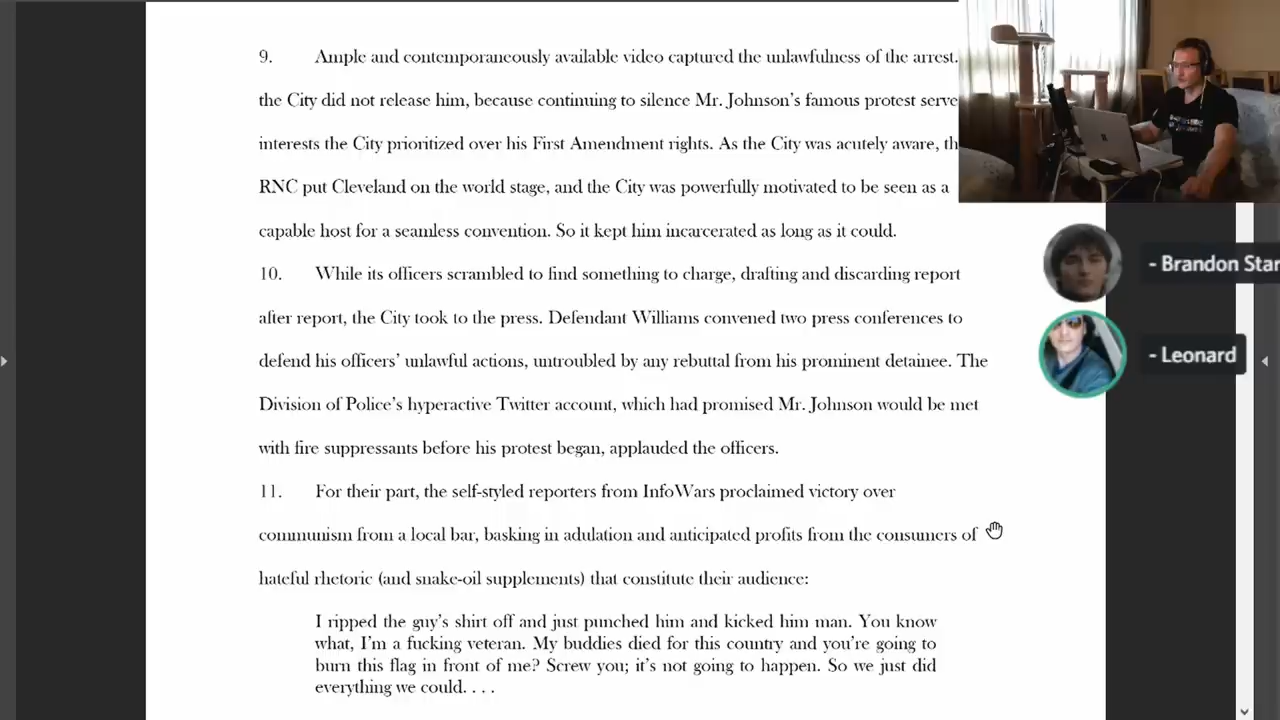 9. Ample and contemporaneously available video captured the unlawfulness of the arrest.
the City did not release him, because continuing to silence Mr. Johnson's famous protest serve
interests the City prioritized over his First Amendment rights. As the City was acutely aware, th
RNC put Cleveland on the world stage, and the City was powerfully motivated to be seen as a
capable host for a seamless convention. So it kept him incarcerated as long as it could.
10. While its officers scrambled to find something to charge, drafting and discarding report
after report, the City took to the press. Defendant Williams convened two press conferences to
defend his officers' unlawful actions, untroubled by any rebuttal from his prominent detainee. The
Division of Police's hyperactive Twitter account, which had promised Mr. Johnson would be met
with fire suppressants before his protest began, applauded the officers.
11. For their part, the self-styled reporters from InfoWars proclaimed victory over
communism from a local bar, basking in adulation and anticipated profits from the consumers of
hateful rhetoric (and snake-oil supplements) that constitute their audience:
I ripped the guy's shirt off and just punched him and kicked him man. You know
what, I'm a fucking veteran. My buddies died for this country and you're going to
burn this flag in front of me? Screw you; it's not going to happen. So we just did
everything we could. . . .
- Brandon Star
- Leonard